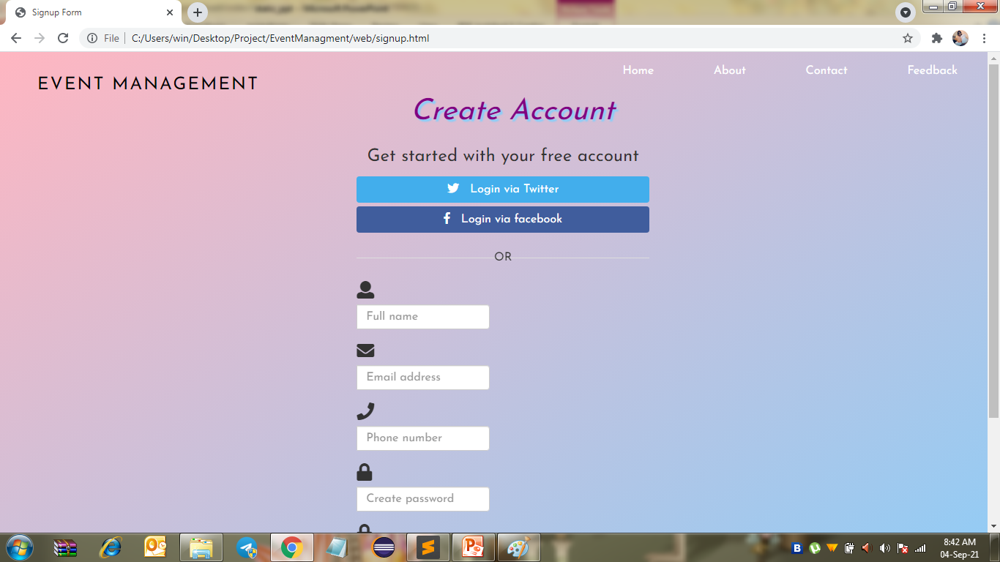 Signup Form
File
C:/Users/win/Desktop/Project/EventManagment/web/signup.html
Home About Contact Feedback
EVENT MANAGEMENT
Create Account
Get started with your free account
Login via Twitter
Login via facebook
OR
Full name
Email address
Phone number
Create password
8:42 AM
04-Sep-21